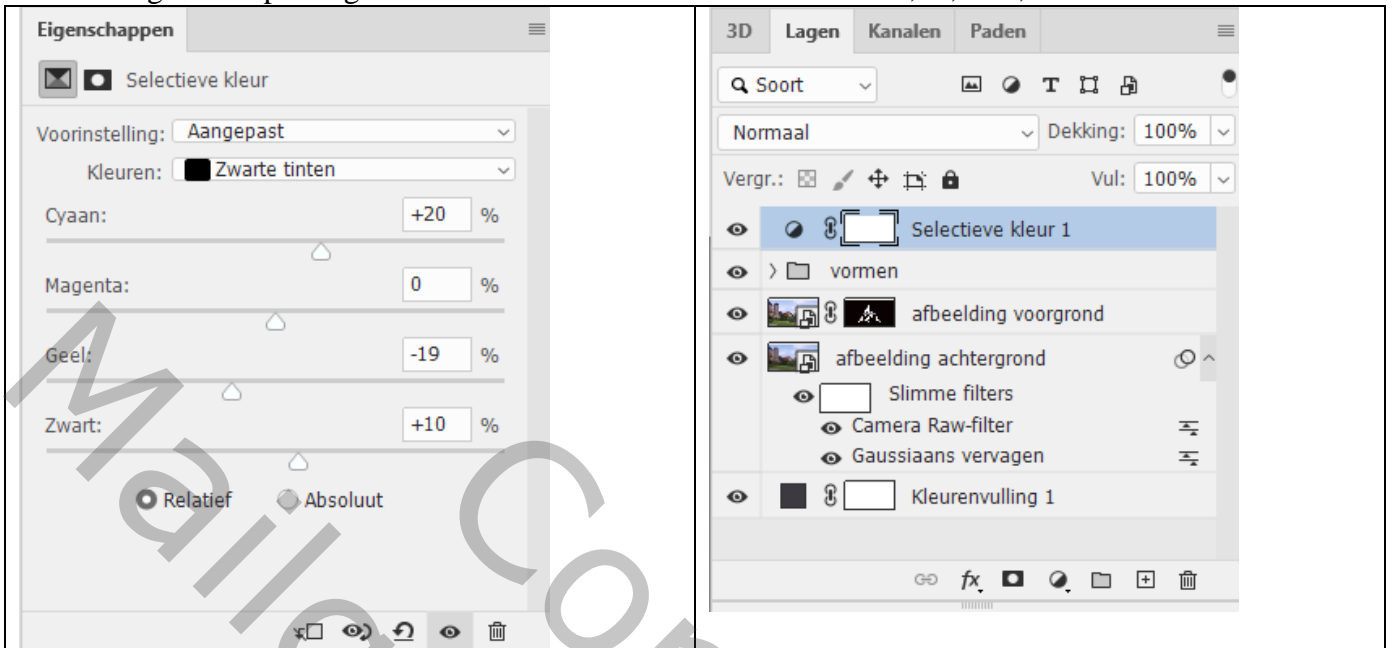 Eigenschappen
Selectieve kleur
Voorinstelling: Aangepast
Kleuren: Zwarte tinten
Cyaan: +20 %
Magenta: 0 %
Geel: -19 %
Zwart: +10 %
Relatief Absoluut
3D Lagen Kanalen Paden
Soort
Normaal Dekking: 100%
Vergr.: Vul: 100%
Selectieve kleur 1
vormen
afbeelding voorgrond
afbeelding achtergrond
Slimme filters
Camera Raw-filter
Gaussiaans vervagen
Kleurenvulling 1
fx